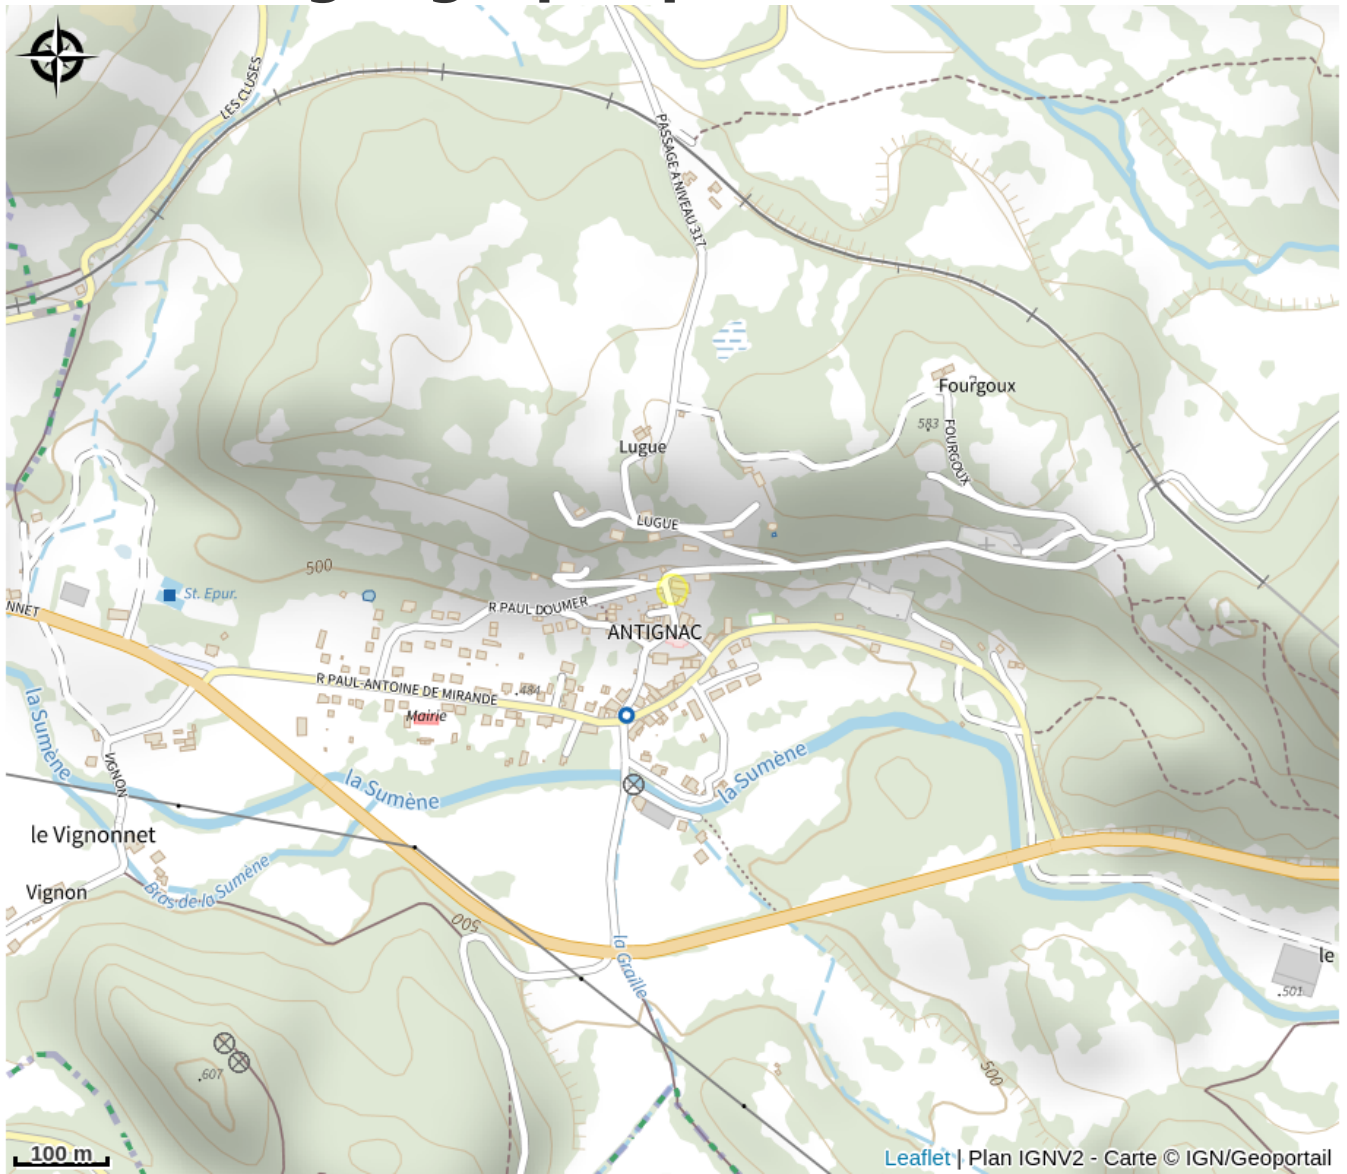 LES CLUSES
PASSAGE A NIVEAU 317
Fourgoux
583
FOURGOUX
Lugue
LUGUE
500
St. Epur.
NNET
R PAUL DOUMER
ANTIGNAC
R PAUL-ANTOINE DE MIRANDE
484
Mairie
la Sumène
la Sumène
la Sumène
VIGNON
le Vignonnet
Bras de la Sumène
Vignon
500
la Graille
le
501
500
607
100 m
Leaflet | Plan IGNV2 - Carte © IGN/Geoportail